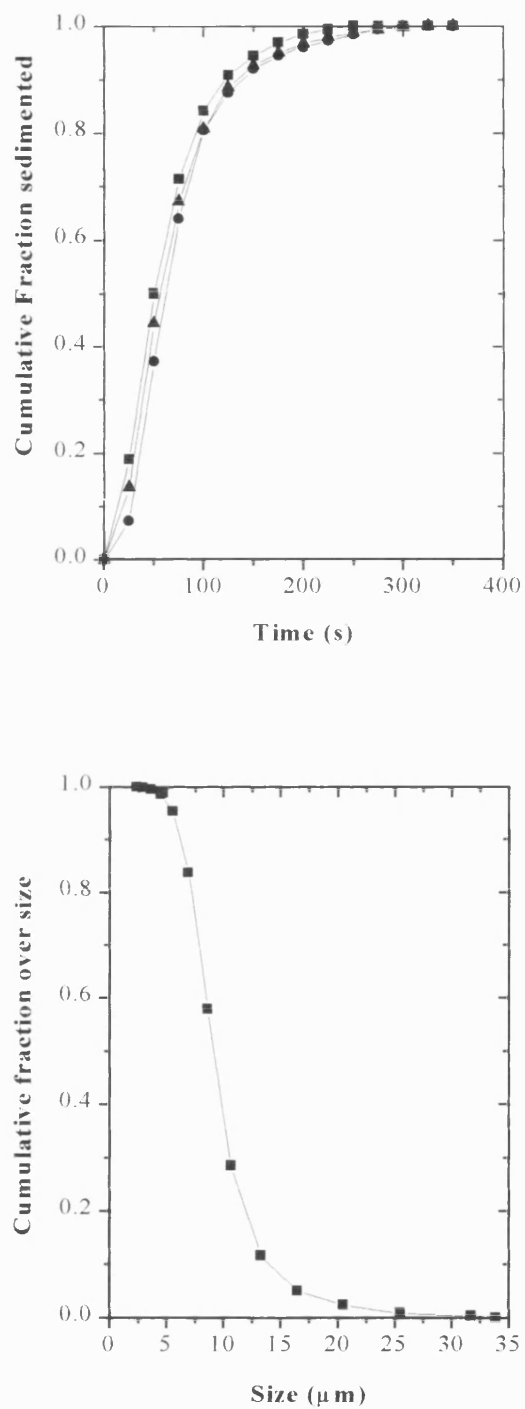 Cumulative Fraction sedimented
1.0
0.8
0.6
0.4
0.2
0.0
0 100 200 300 400
Time (s)
Cumulative fraction over size
1.0
0.8
0.6
0.4
0.2
0.0
0 5 10 15 20 25 30 35
Size (μm)